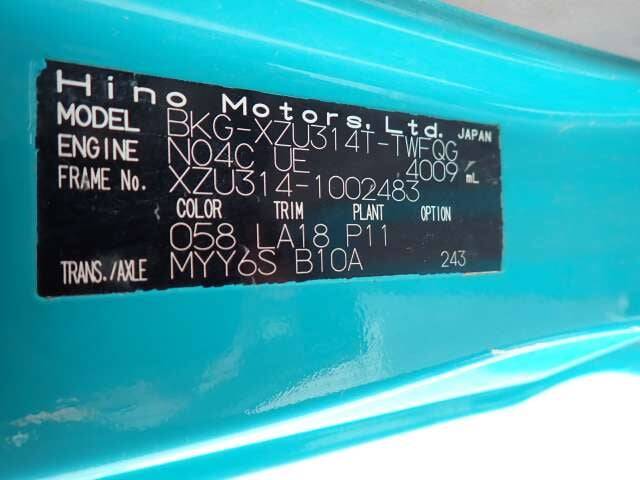 Hino Motors, Ltd. JAPAN
MODEL BKG-XZU314T-TWFQG
ENGINE N04C UE 4009 mL
FRAME No. XZU314-1002483
COLOR TRIM PLANT OPTION
058 LA18 P11
TRANS./AXLE MYY6S B10A 243